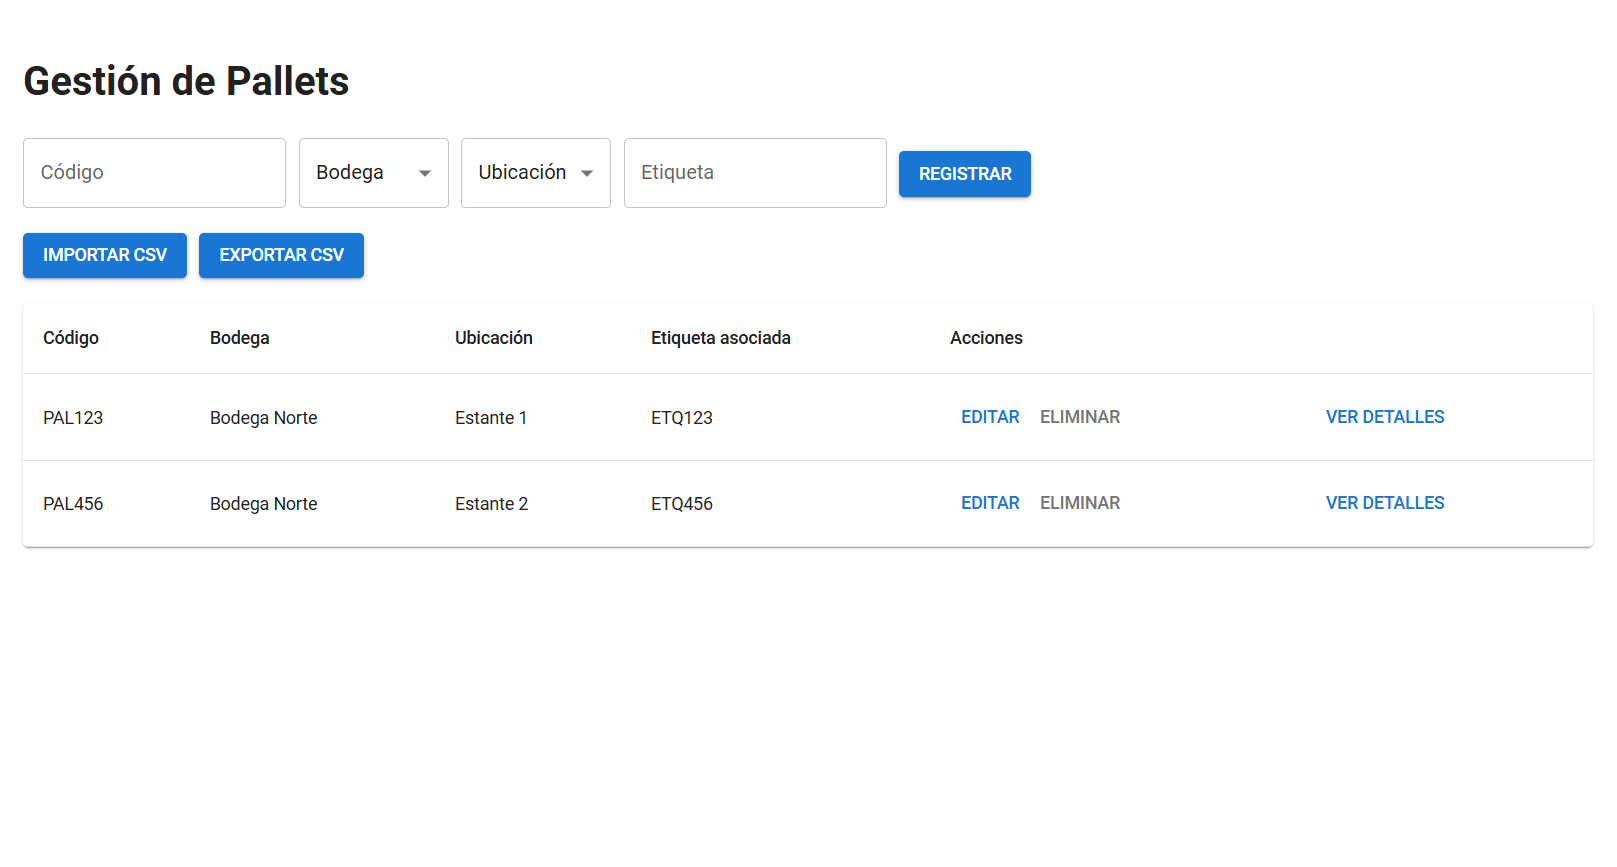 Gestión de Pallets
Código Bodega Ubicación Etiqueta REGISTRAR
IMPORTAR CSV EXPORTAR CSV
Código Bodega Ubicación Etiqueta asociada Acciones
PAL123 Bodega Norte Estante 1 ETQ123 EDITAR ELIMINAR VER DETALLES
PAL456 Bodega Norte Estante 2 ETQ456 EDITAR ELIMINAR VER DETALLES